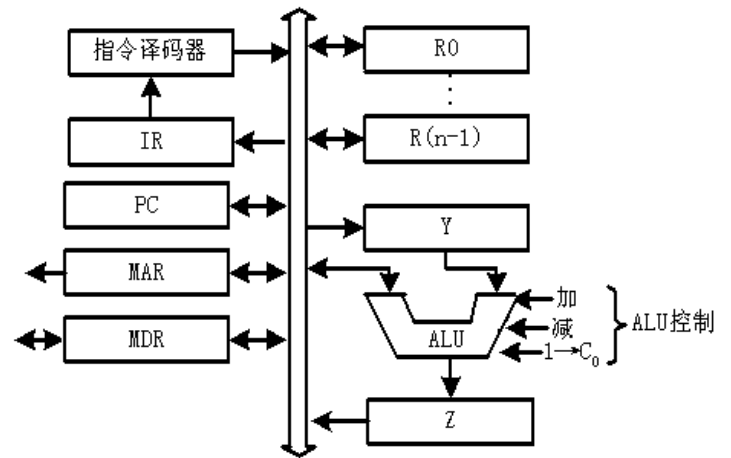 指令译码器
R0
⋮
IR
R(n-1)
PC
Y
MAR
加
减
ALU控制
MDR
ALU
1→C₀
Z